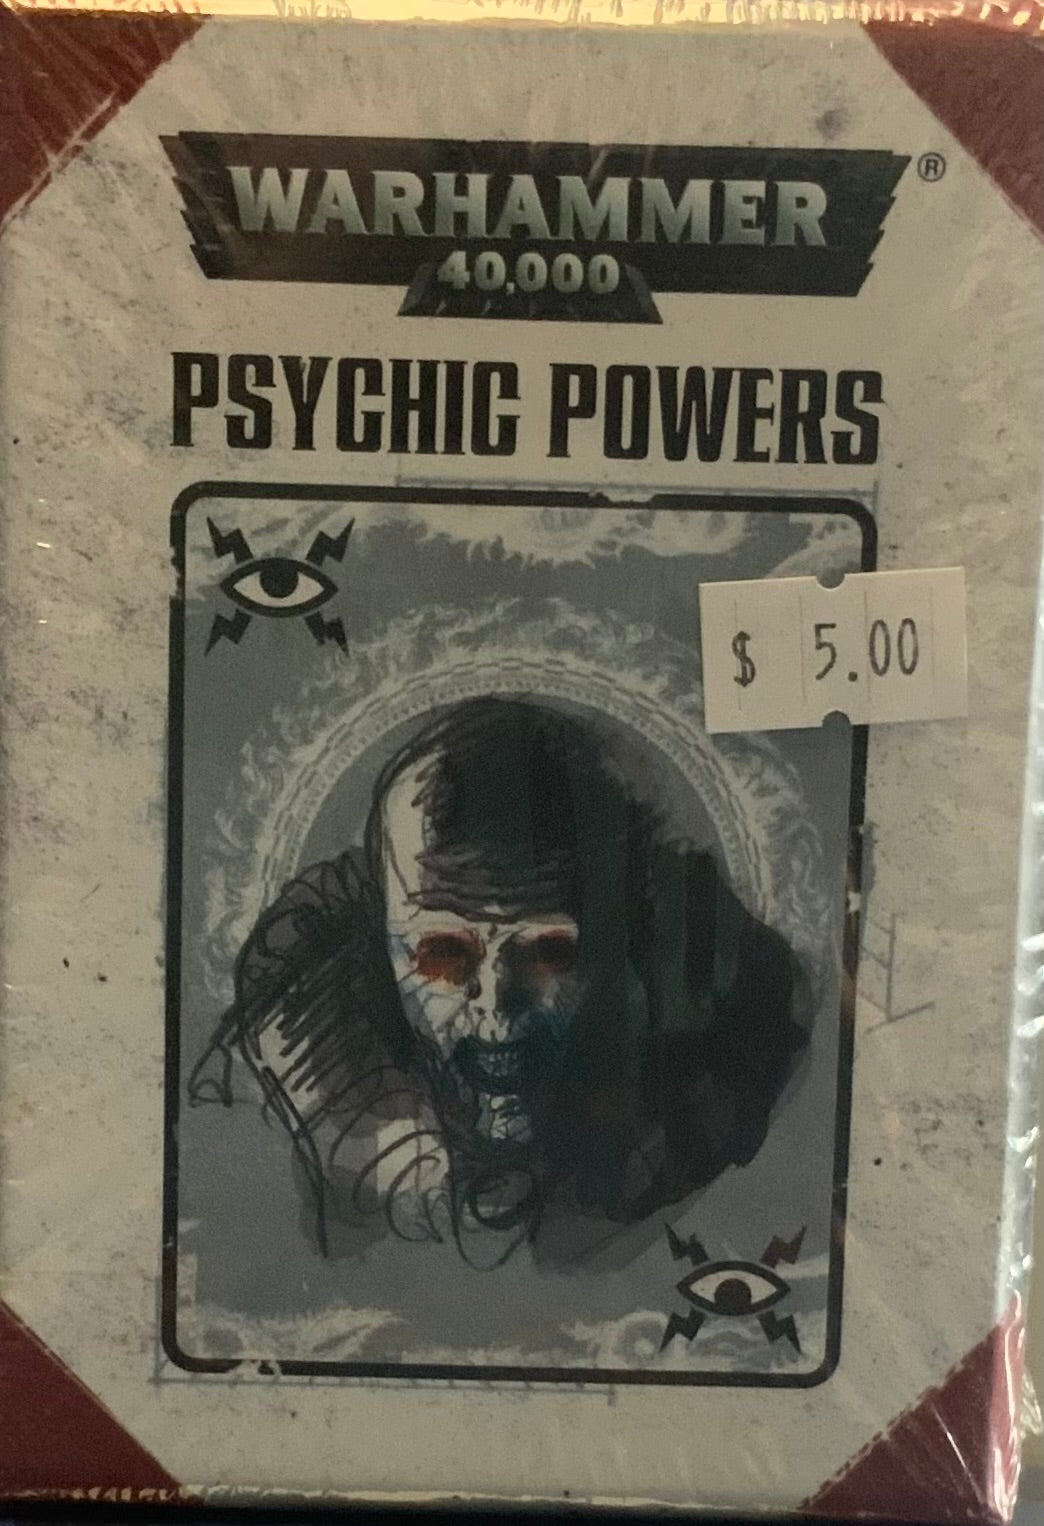 WARHAMMER ®
40,000
PSYCHIC POWERS
$ 5.00